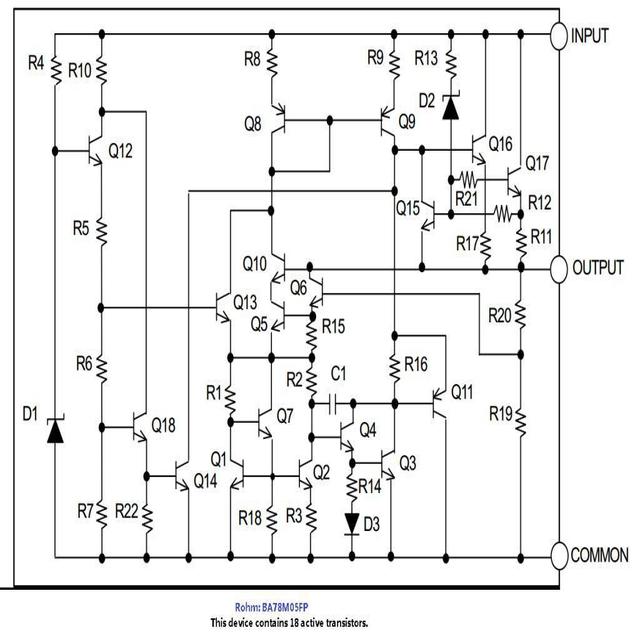 INPUT
R4
R10
R8
R9
R13
D2
Q8
Q9
Q12
Q16
Q17
R21
R12
Q15
R5
R17
R11
OUTPUT
Q10
Q6
Q13
Q5
R15
R20
R6
R16
R2
C1
R1
Q11
D1
Q18
Q7
Q4
R19
Q1
Q2
Q3
Q14
R14
R7
R22
R18
R3
D3
COMMON
Rohm: BA78M05FP
This device contains 18 active transistors.